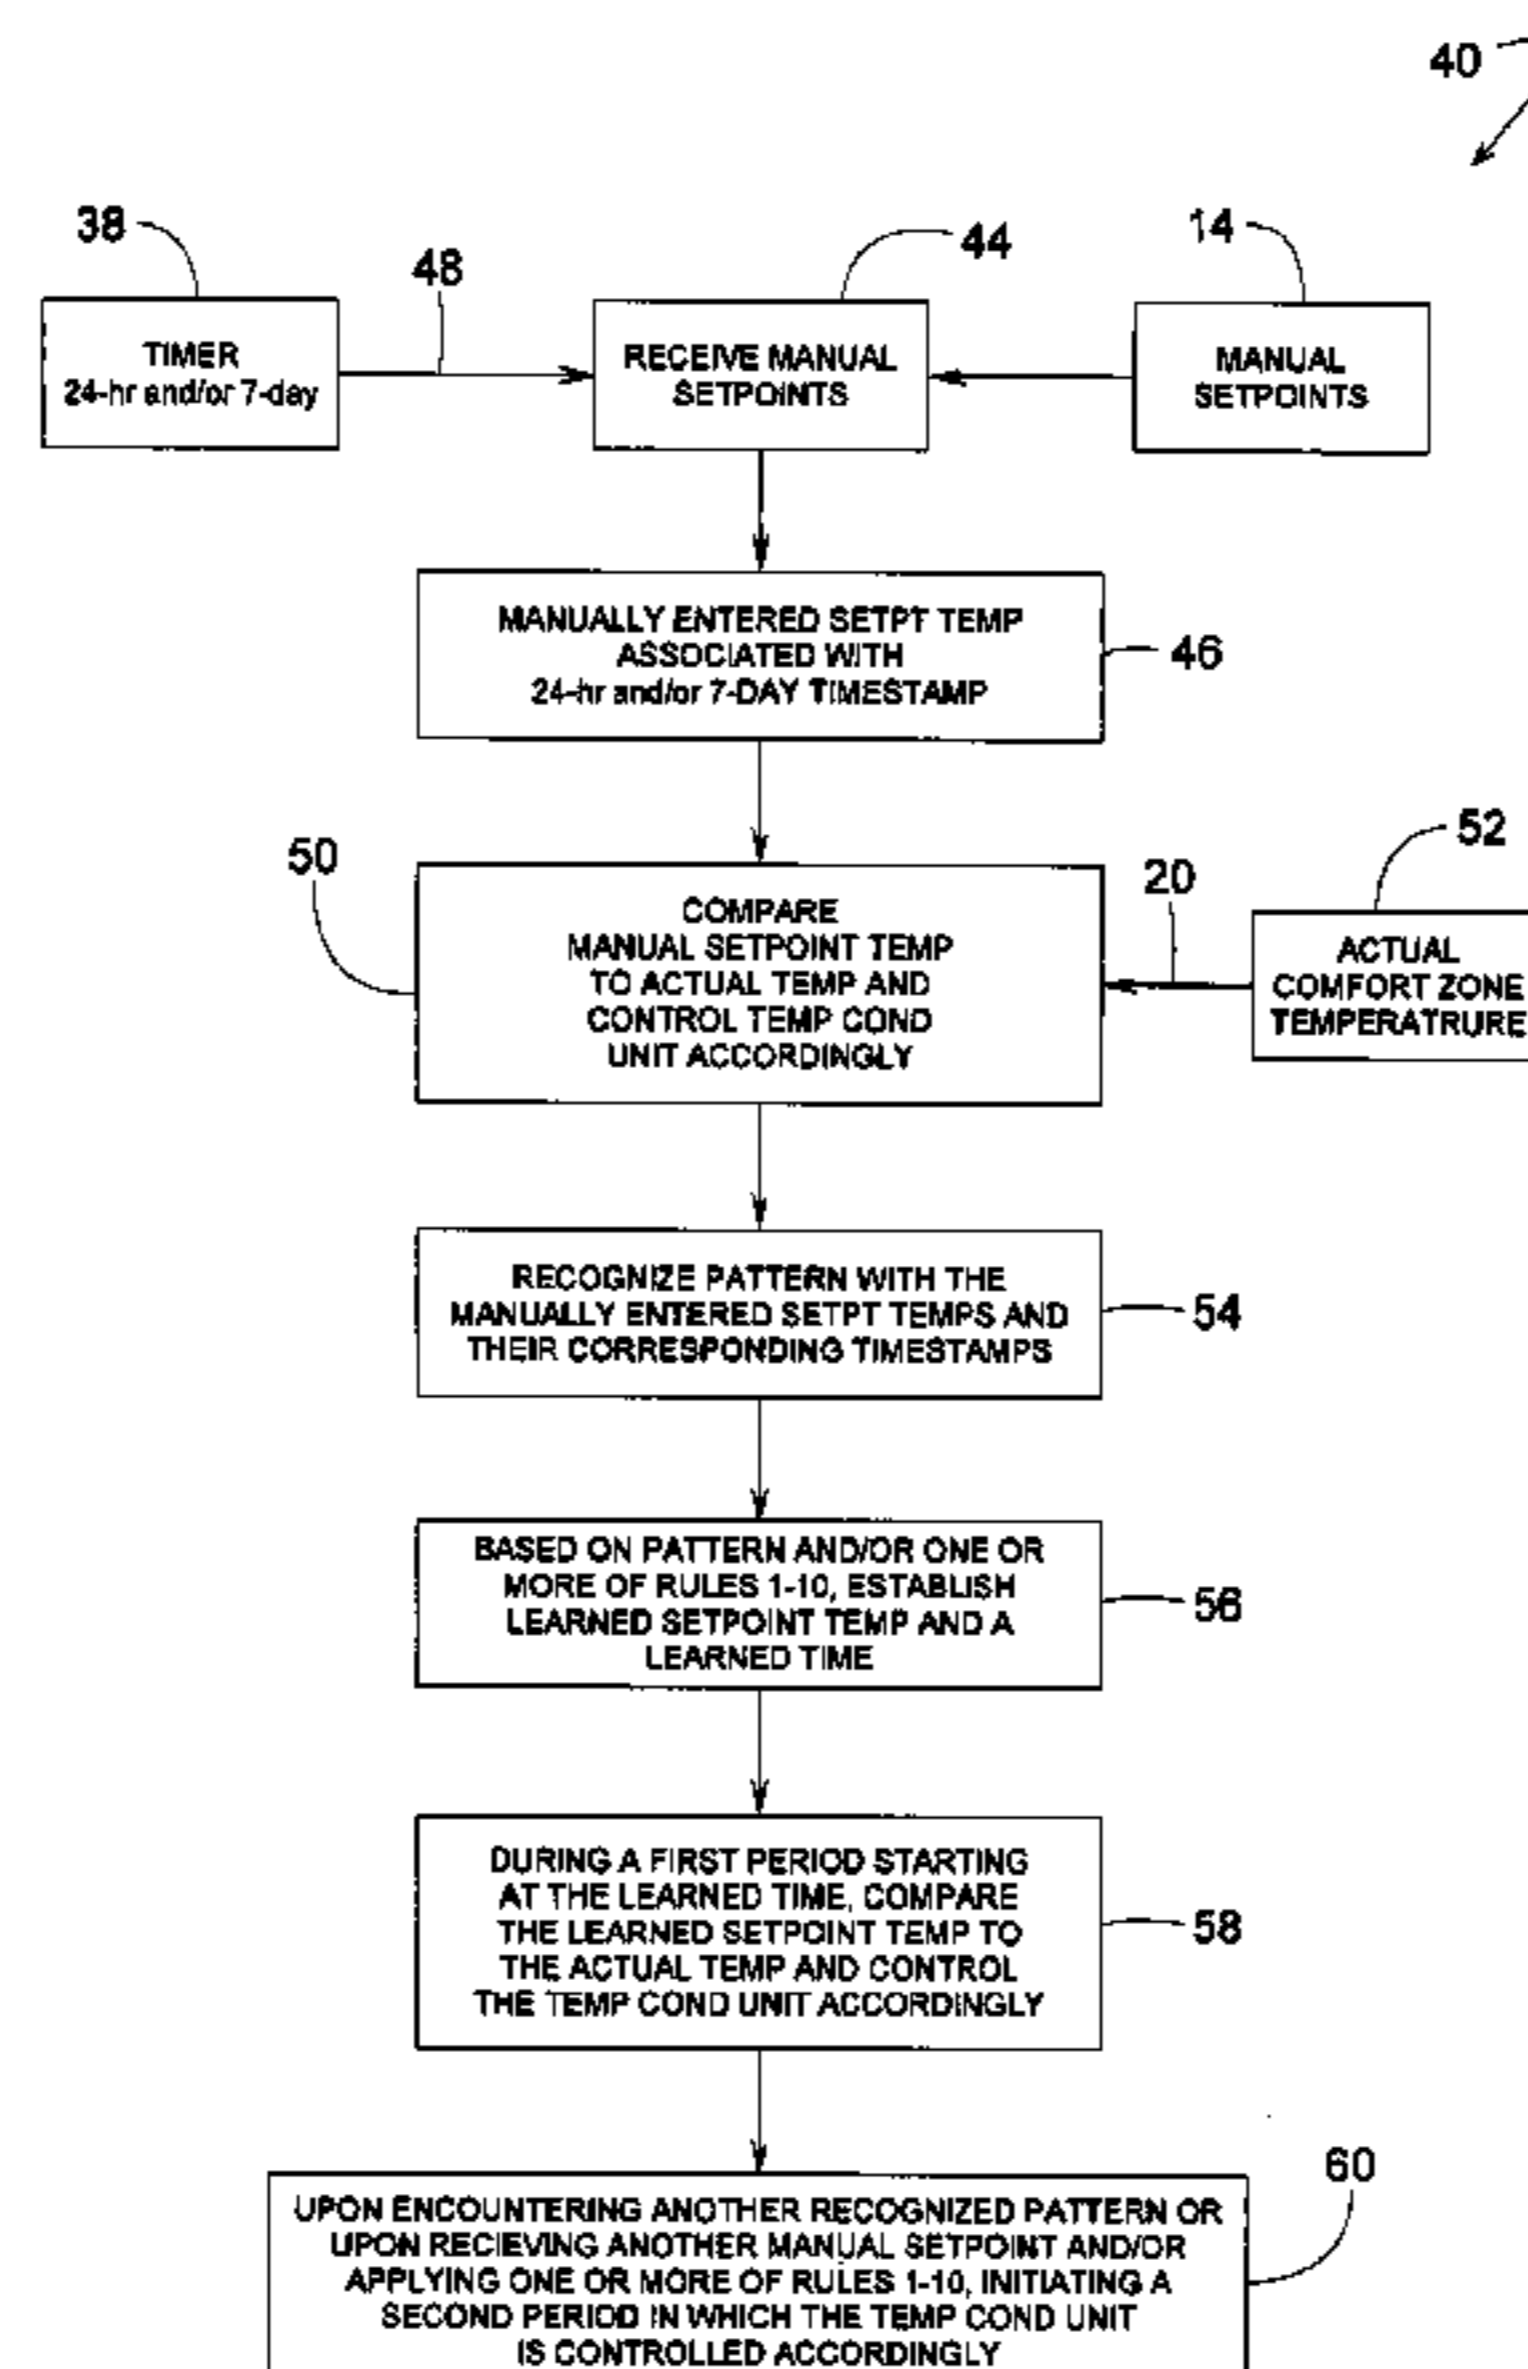 40
38
48
44
14
TIMER
24-hr and/or 7-day
RECEIVE MANUAL
SETPOINTS
MANUAL
SETPOINTS
MANUALLY ENTERED SETPT TEMP
ASSOCIATED WITH
24-hr and/or 7-DAY TIMESTAMP
46
50
COMPARE
MANUAL SETPOINT TEMP
TO ACTUAL TEMP AND
CONTROL TEMP COND
UNIT ACCORDINGLY
20
52
ACTUAL
COMFORT ZONE
TEMPERATRURE
RECOGNIZE PATTERN WITH THE
MANUALLY ENTERED SETPT TEMPS AND
THEIR CORRESPONDING TIMESTAMPS
54
BASED ON PATTERN AND/OR ONE OR
MORE OF RULES 1-10, ESTABLISH
LEARNED SETPOINT TEMP AND A
LEARNED TIME
56
DURING A FIRST PERIOD STARTING
AT THE LEARNED TIME, COMPARE
THE LEARNED SETPOINT TEMP TO
THE ACTUAL TEMP AND CONTROL
THE TEMP COND UNIT ACCORDINGLY
58
60
UPON ENCOUNTERING ANOTHER RECOGNIZED PATTERN OR
UPON RECIEVING ANOTHER MANUAL SETPOINT AND/OR
APPLYING ONE OR MORE OF RULES 1-10, INITIATING A
SECOND PERIOD IN WHICH THE TEMP COND UNIT
IS CONTROLLED ACCORDINGLY